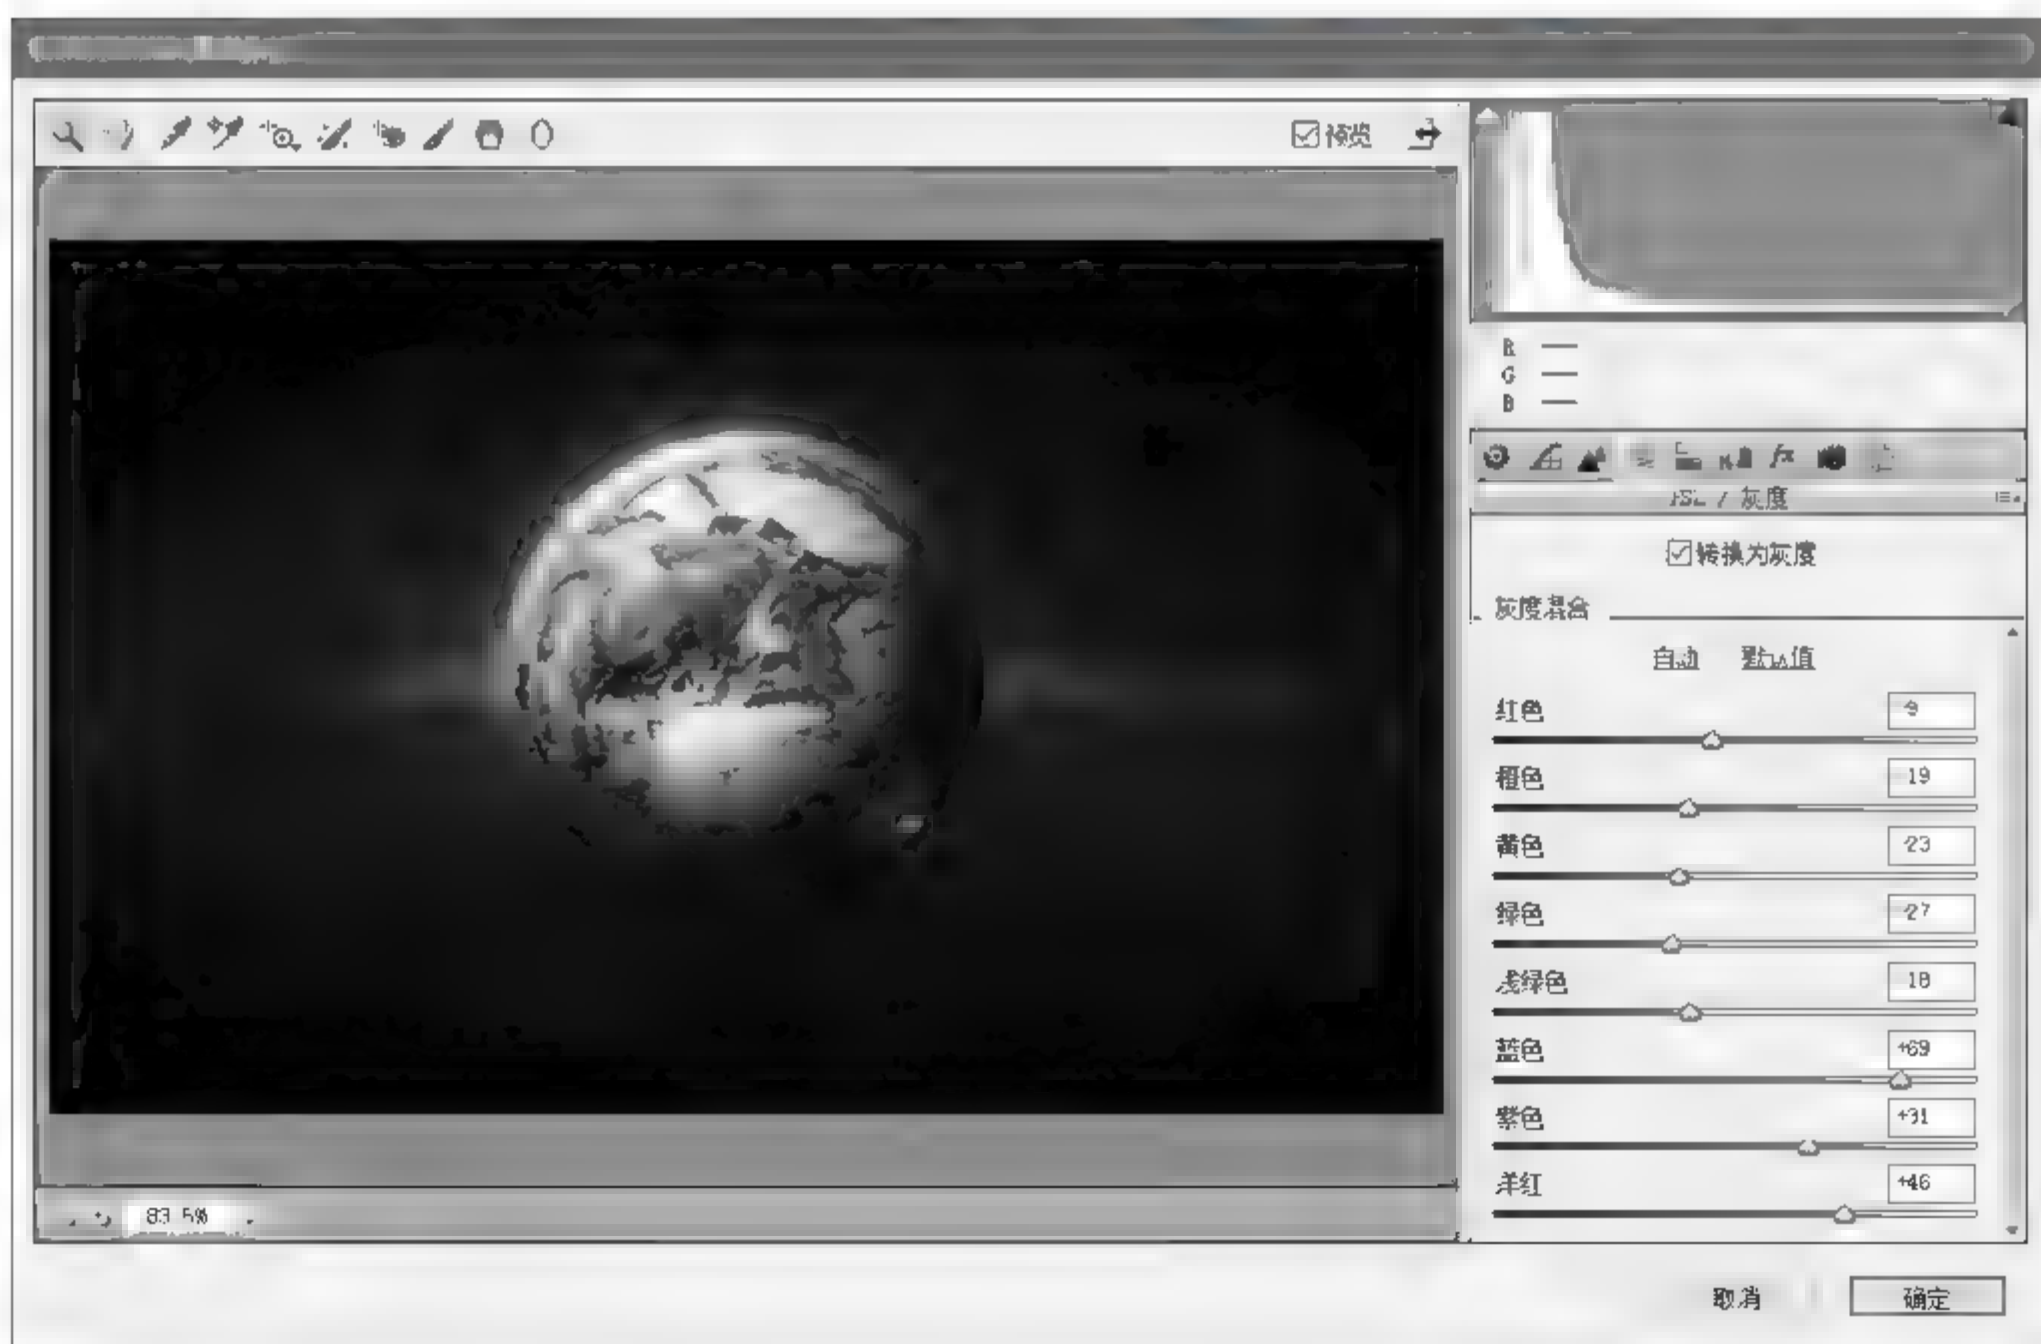 预览
R
G
B
HSL / 灰度
转换为灰度
灰度混合
自动 默认值
红色 -9
橙色 -19
黄色 -23
绿色 -27
浅绿色 -18
蓝色 +69
紫色 +31
洋红 +46
83.5%
取消 确定